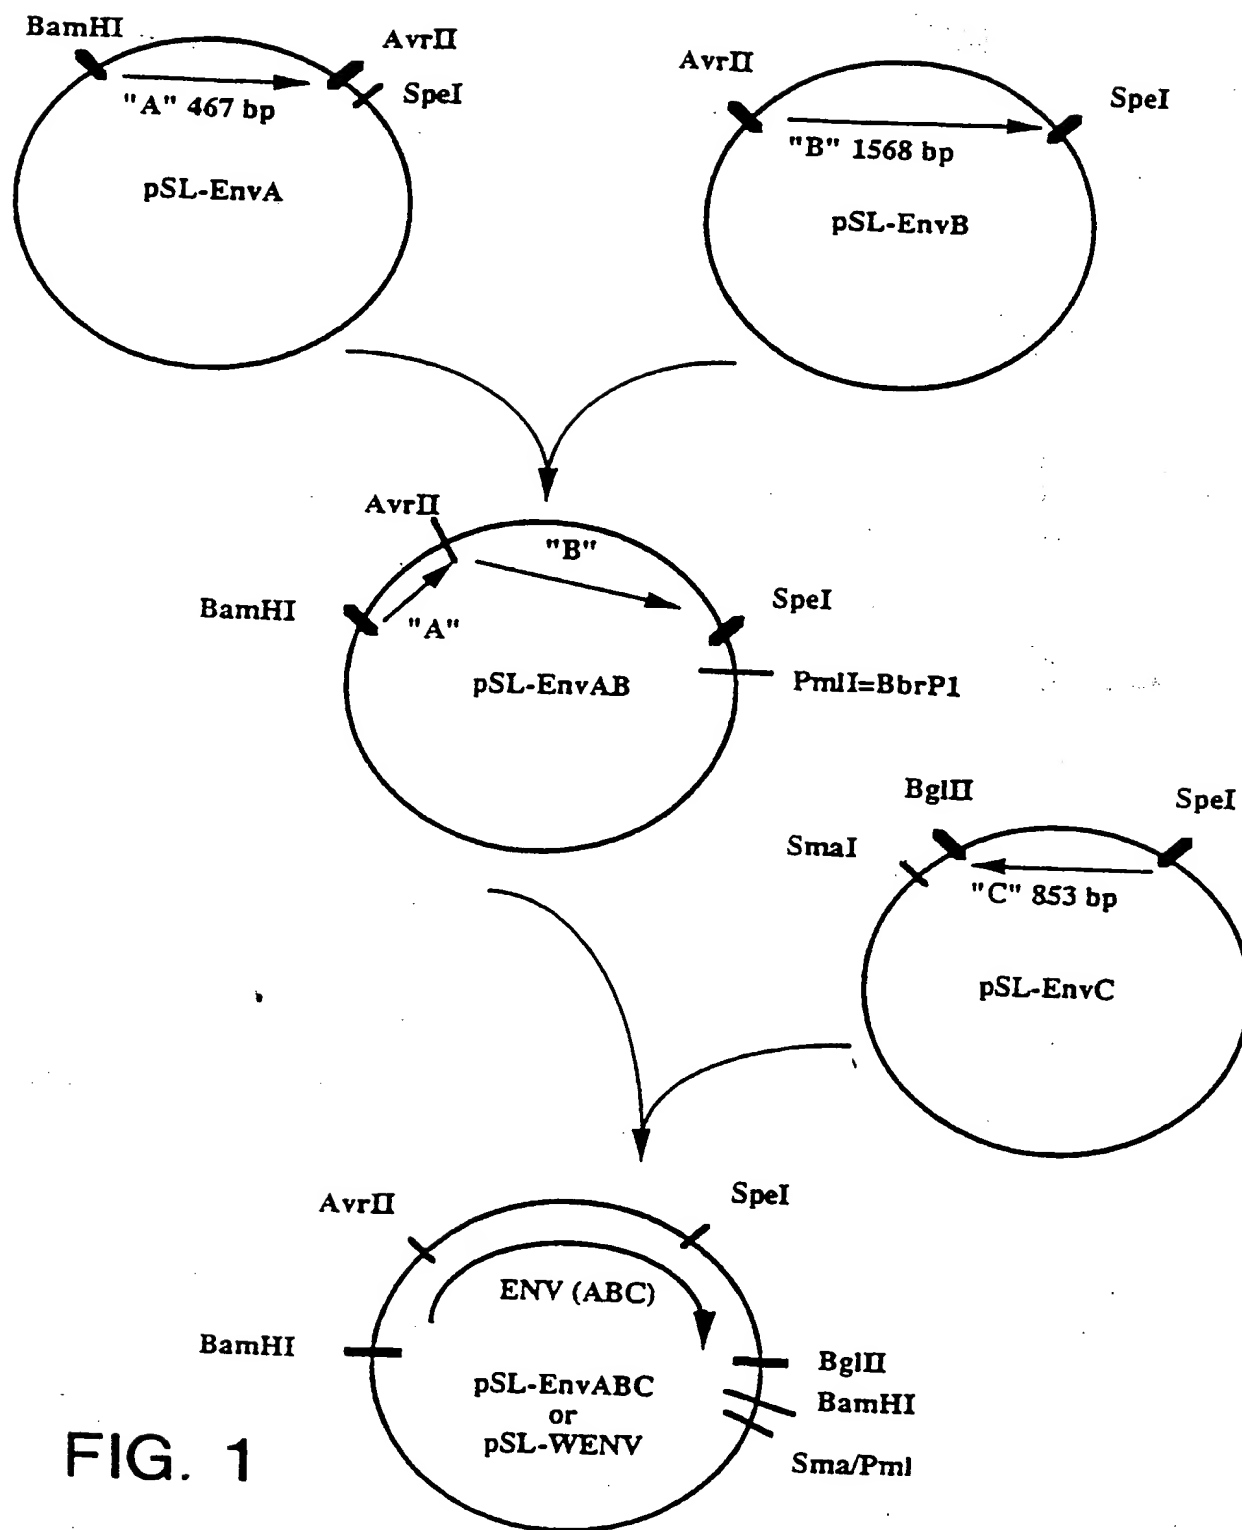 BamHI
AvrII
SpeI
"A" 467 bp
pSL-EnvA
AvrII
SpeI
"B" 1568 bp
pSL-EnvB
AvrII
"B"
BamHI
"A"
SpeI
pSL-EnvAB
PmlI=BbrP1
BglII
SpeI
SmaI
"C" 853 bp
pSL-EnvC
AvrII
SpeI
ENV (ABC)
BamHI
BglII
pSL-EnvABC
or
pSL-WENV
BamHI
Sma/Pml
FIG. 1